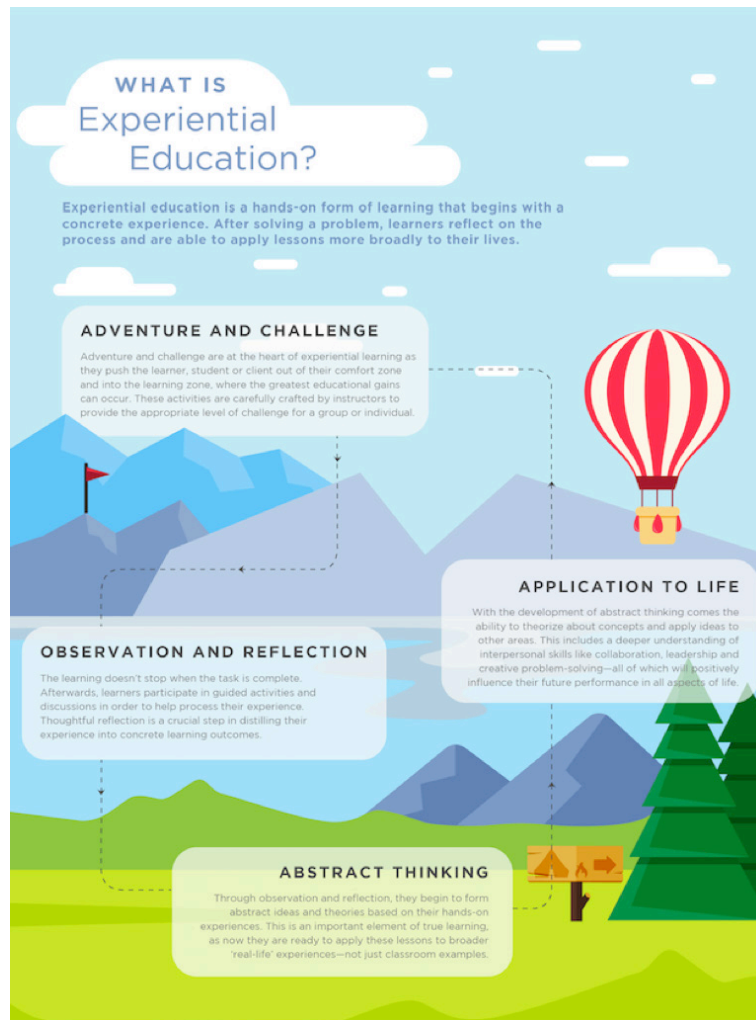 WHAT IS
Experiential
Education?
Experiential education is a hands-on form of learning that begins with a
concrete experience. After solving a problem, learners reflect on the
process and are able to apply lessons more broadly to their lives.
ADVENTURE AND CHALLENGE
Adventure and challenge are at the heart of experiential learning as
they push the learner, student or client out of their comfort zone
and into the learning zone, where the greatest educational gains
can occur. These activities are carefully crafted by instructors to
provide the appropriate level of challenge for a group or individual.
APPLICATION TO LIFE
With the development of abstract thinking comes the
ability to theorize about concepts and apply ideas to
other areas. This includes a deeper understanding of
interpersonal skills like collaboration, leadership and
creative problem-solving—all of which will positively
influence their future performance in all aspects of life.
OBSERVATION AND REFLECTION
The learning doesn't stop when the task is complete.
Afterwards, learners participate in guided activities and
discussions in order to help process their experience.
Thoughtful reflection is a crucial step in distilling their
experience into concrete learning outcomes.
ABSTRACT THINKING
Through observation and reflection, they begin to form
abstract ideas and theories based on their hands-on
experiences. This is an important element of true learning,
as now they are ready to apply these lessons to broader
'real-life' experiences—not just classroom examples.